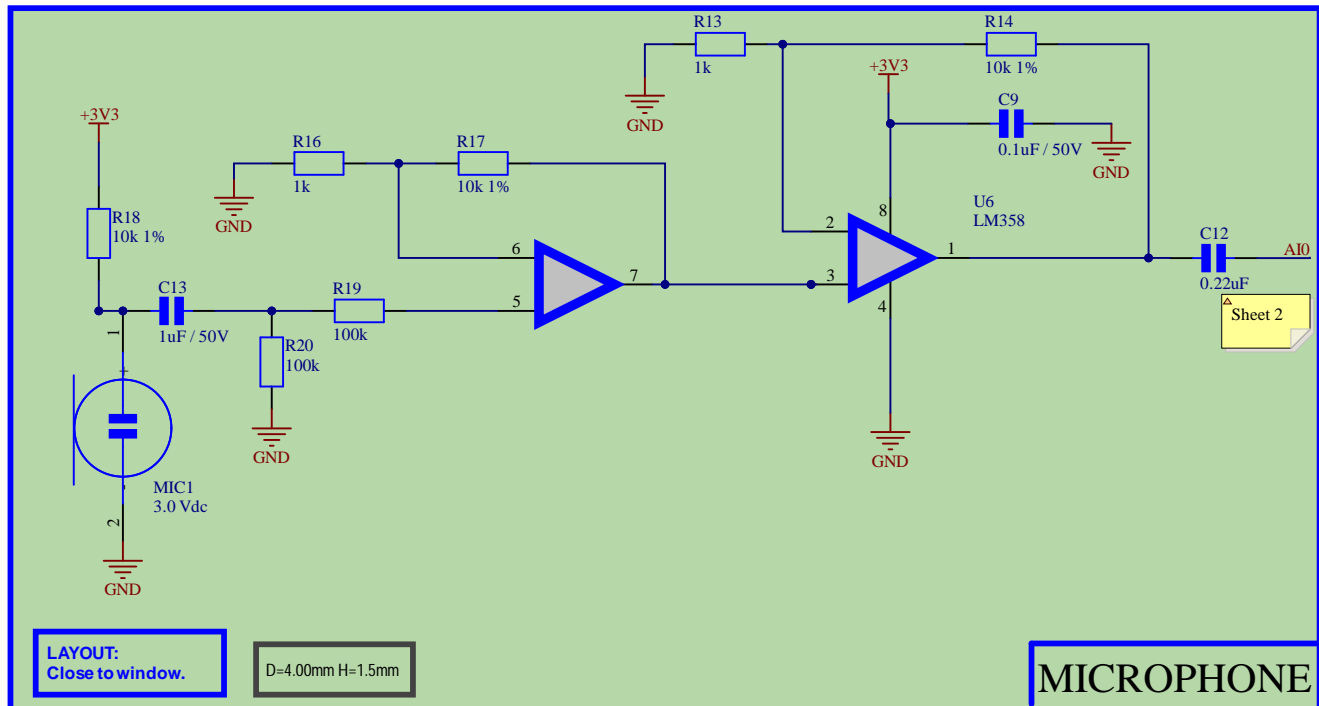 R13
1k
R14
10k 1%
+3V3
GND
C9
0.1uF / 50V
GND
+3V3
R16
1k
R17
10k 1%
GND
R18
10k 1%
U6
LM358
8
2
3
1
4
6
5
7
C12
0.22uF
AI0
Sheet 2
C13
1uF / 50V
R19
100k
R20
100k
GND
GND
1
+
MIC1
3.0 Vdc
-
2
GND
LAYOUT:
Close to window.
D=4.00mm H=1.5mm
MICROPHONE